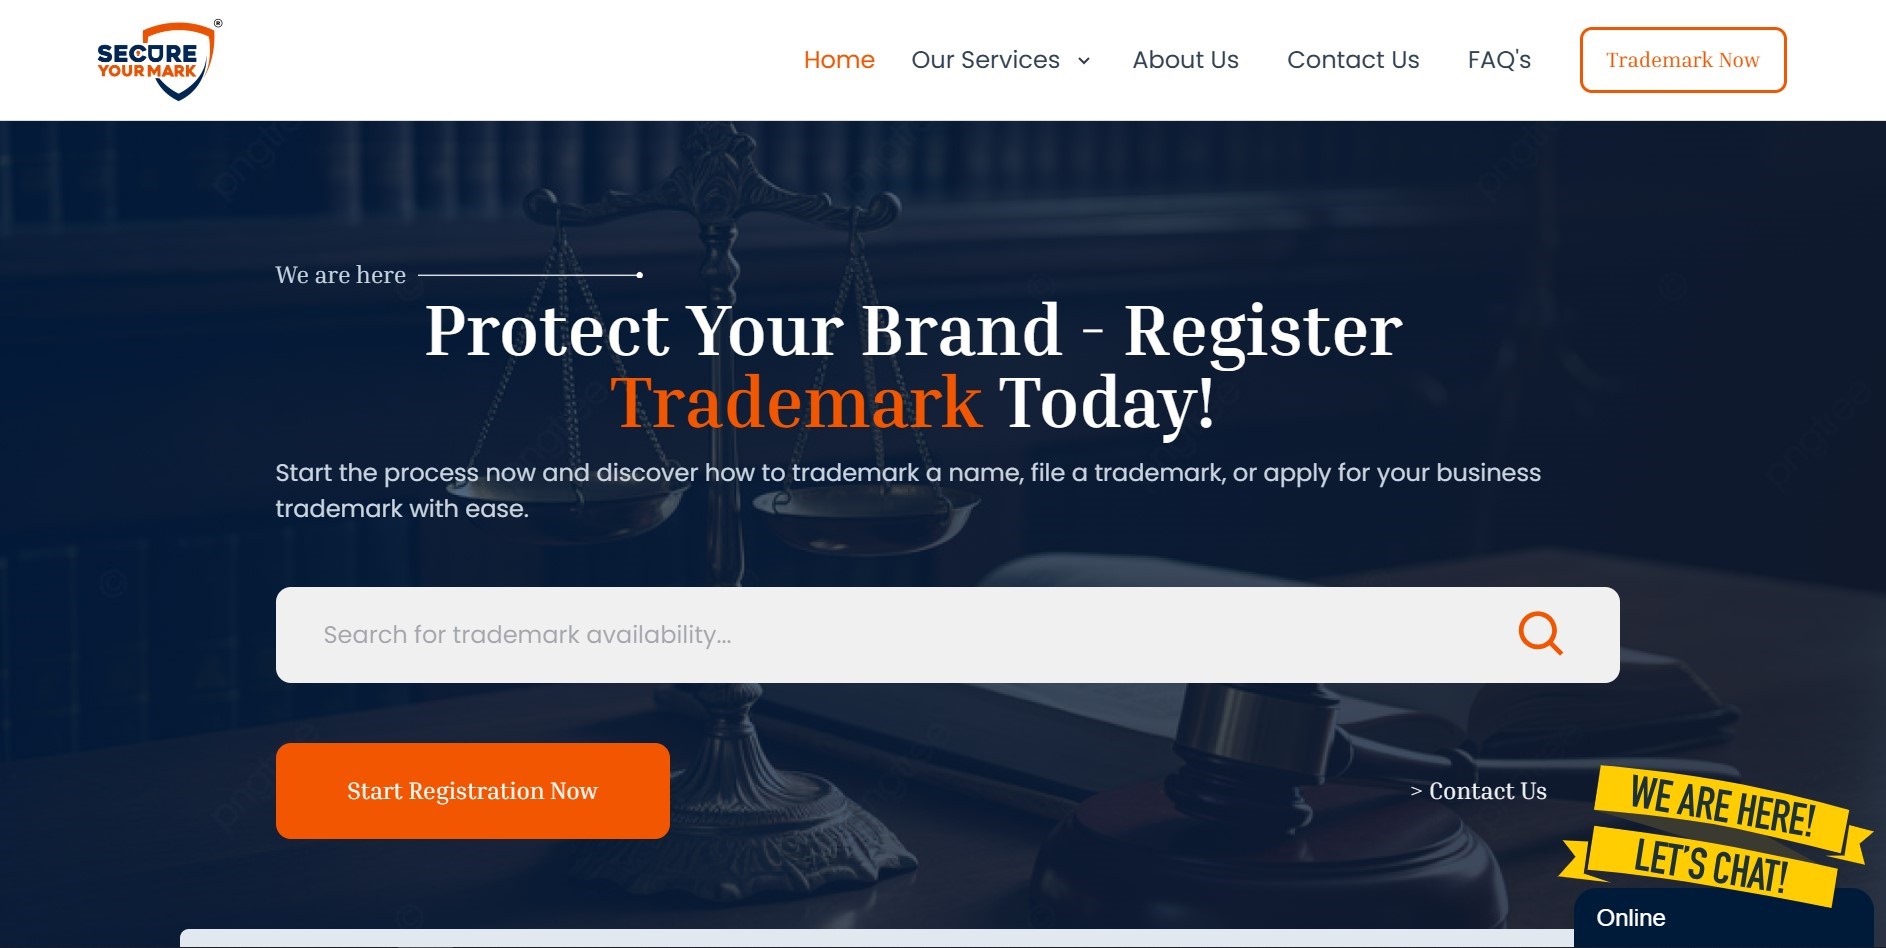 SECURE
YOUR MARK
®
Home
Our Services
About Us
Contact Us
FAQ's
Trademark Now
We are here
Protect Your Brand - Register
Trademark Today!
Start the process now and discover how to trademark a name, file a trademark, or apply for your business
trademark with ease.
Search for trademark availability...
Start Registration Now
> Contact Us
WE ARE HERE!
LET'S CHAT!
Online
pngtree